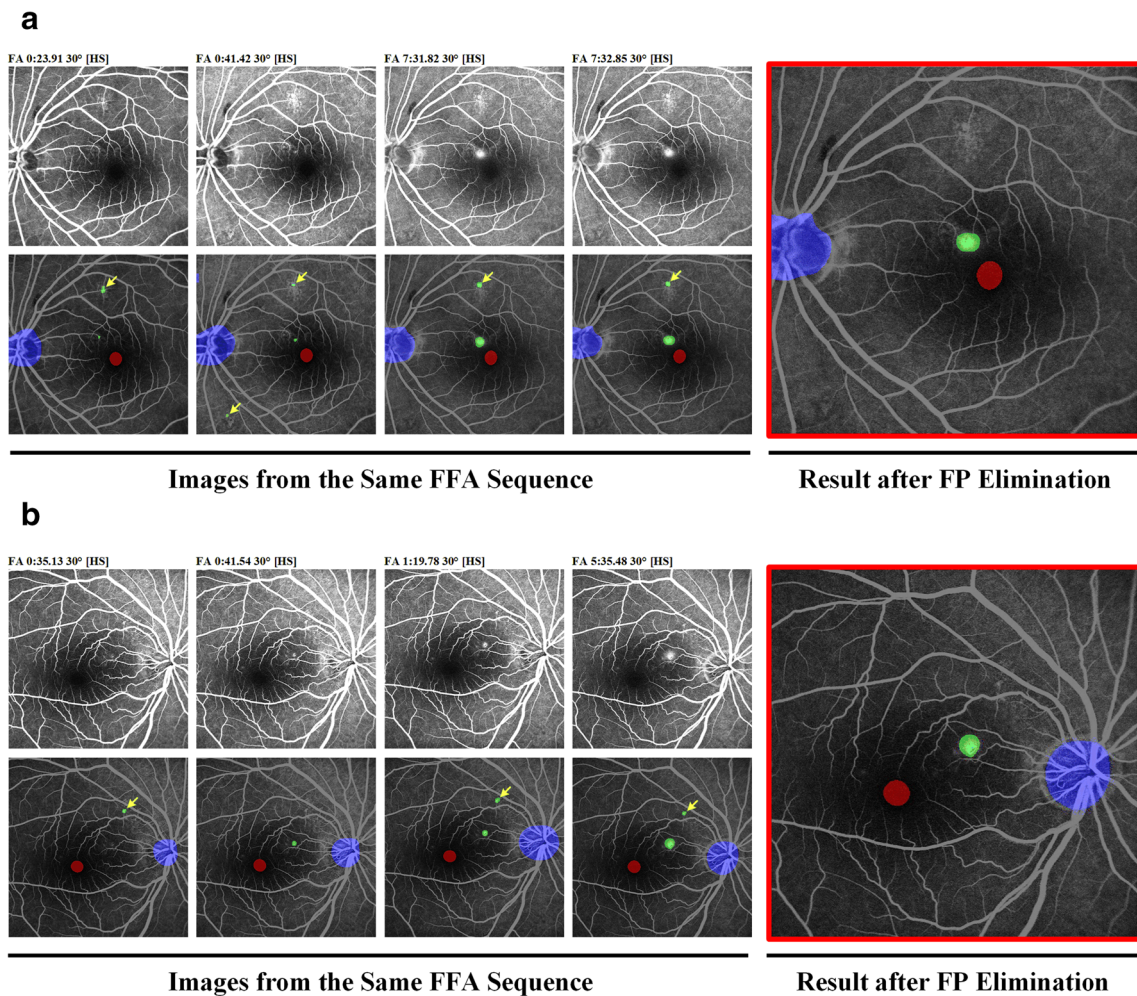 a
FA 0:23.91 30° [HS] FA 0:41.42 30° [HS] FA 7:31.82 30° [HS] FA 7:32.85 30° [HS]
Images from the Same FFA Sequence Result after FP Elimination
b
FA 0:35.13 30° [HS] FA 0:41.54 30° [HS] FA 1:19.78 30° [HS] FA 5:35.48 30° [HS]
Images from the Same FFA Sequence Result after FP Elimination